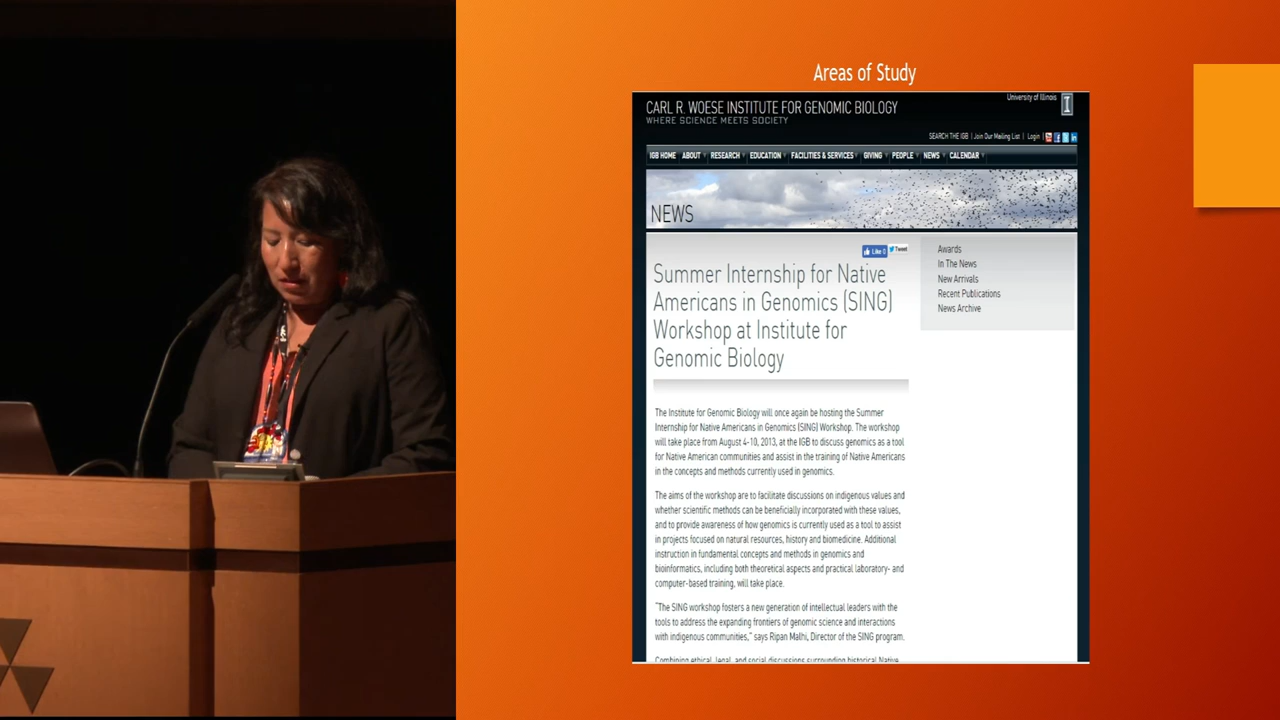 Areas of Study
University of Illinois
I
CARL R. WOESE INSTITUTE FOR GENOMIC BIOLOGY
WHERE SCIENCE MEETS SOCIETY
SEARCH THE IGB | Join Our Mailing List | Login |
IGB HOME ABOUT RESEARCH EDUCATION FACILITIES & SERVICES GIVING PEOPLE NEWS CALENDAR
NEWS
Like 0 Tweet
Summer Internship for Native
Americans in Genomics (SING)
Workshop at Institute for
Genomic Biology
The Institute for Genomic Biology will once again be hosting the Summer
Internship for Native Americans in Genomics (SING) Workshop. The workshop
will take place from August 4-10, 2013, at the IGB to discuss genomics as a tool
for Native American communities and assist in the training of Native Americans
in the concepts and methods currently used in genomics.
The aims of the workshop are to facilitate discussions on indigenous values and
whether scientific methods can be beneficially incorporated with these values,
and to provide awareness of how genomics is currently used as a tool to assist
in projects focused on natural resources, history and biomedicine. Additional
instruction in fundamental concepts and methods in genomics and
bioinformatics, including both theoretical aspects and practical laboratory- and
computer-based training, will take place.
"The SING workshop fosters a new generation of intellectual leaders with the
tools to address the expanding frontiers of genomic science and interactions
with indigenous communities," says Ripan Malhi, Director of the SING program.
Combining ethical, legal, and social discussions surrounding historical Native
Awards
In The News
New Arrivals
Recent Publications
News Archive